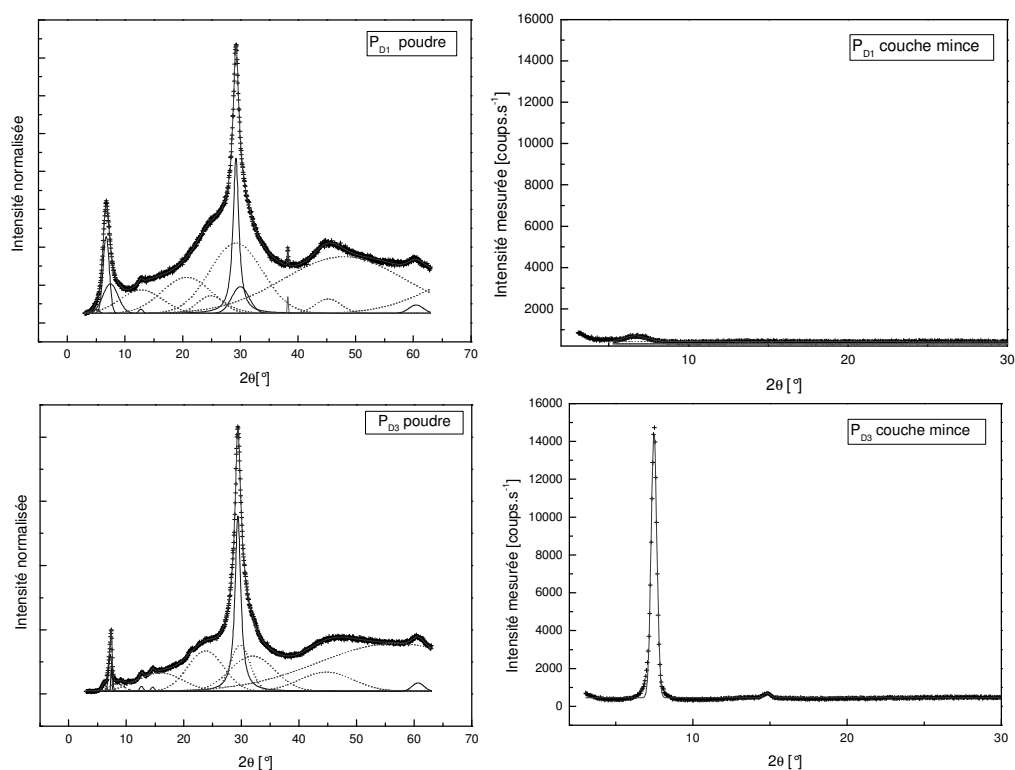 P_D1 poudre
Intensité normalisée
0 10 20 30 40 50 60 70
2θ[°]
P_D1 couche mince
Intensité mesurée [coups.s⁻¹]
16000
14000
12000
10000
8000
6000
4000
2000
10 20 30
2θ [°]
P_D3 poudre
Intensité normalisée
0 10 20 30 40 50 60 70
2θ[°]
P_D3 couche mince
Intensité mesurée [coups.s⁻¹]
16000
14000
12000
10000
8000
6000
4000
2000
0
10 20 30
2θ [°]